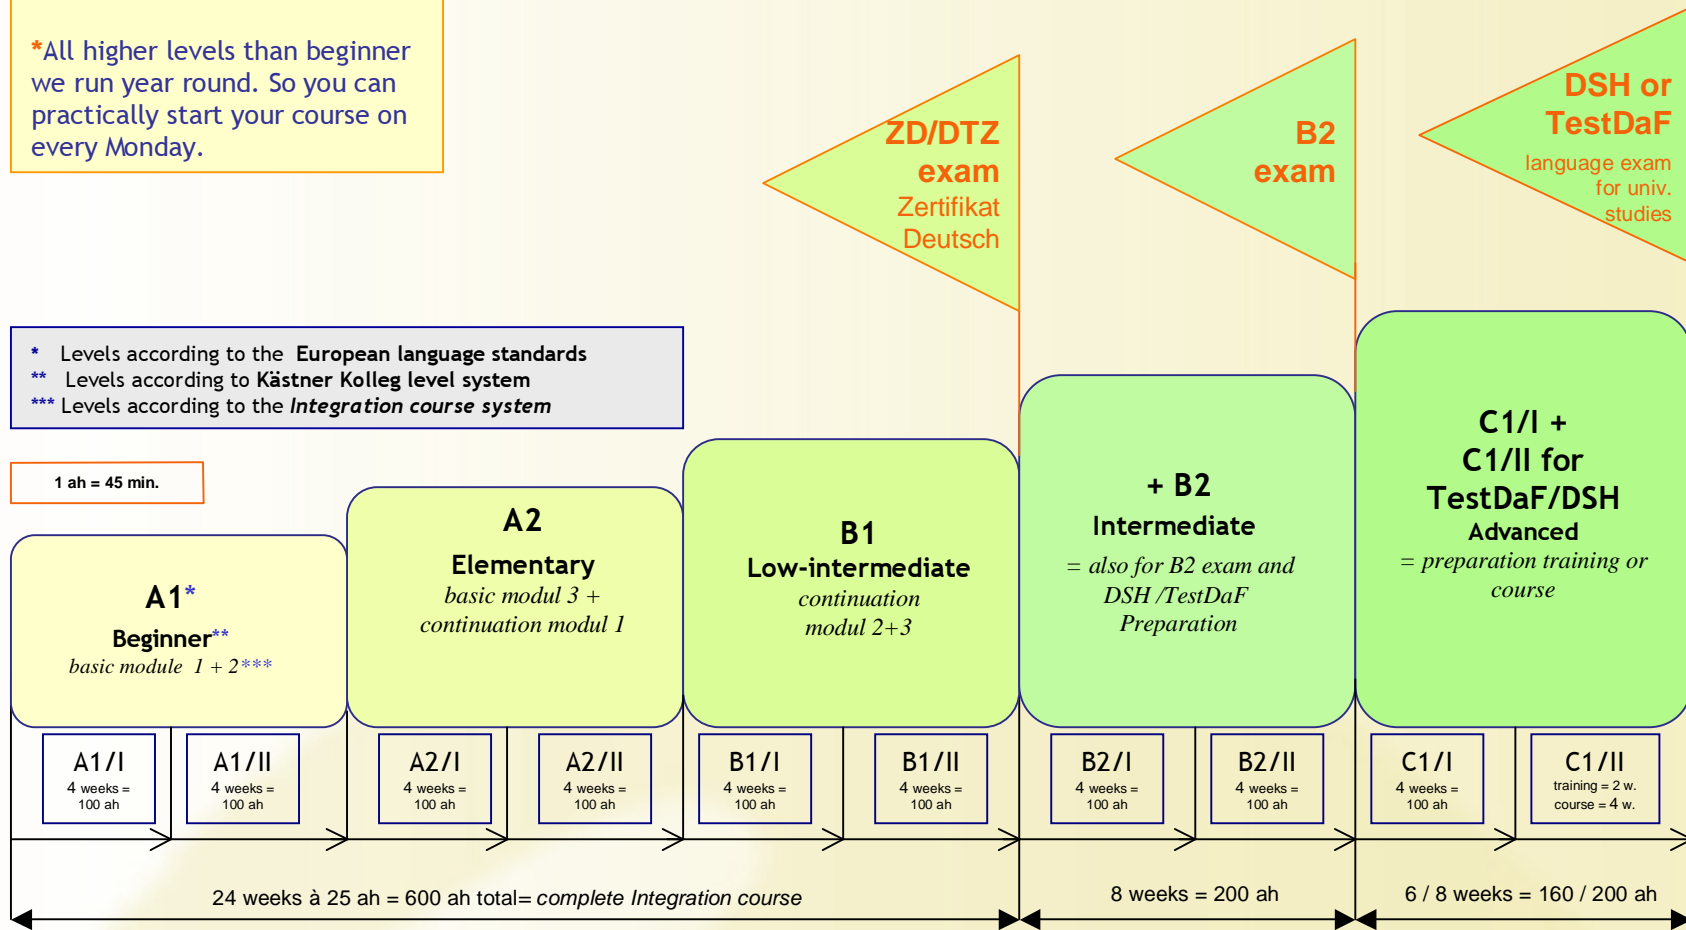 *All higher levels than beginner
we run year round. So you can
practically start your course on
every Monday.
ZD/DTZ
exam
Zertifikat
Deutsch
B2
exam
DSH or
TestDaF
language exam
for univ.
studies
* Levels according to the European language standards
** Levels according to Kästner Kolleg level system
*** Levels according to the Integration course system
1 ah = 45 min.
A1*
Beginner**
basic module 1 + 2***
A2
Elementary
basic modul 3 +
continuation modul 1
B1
Low-intermediate
continuation
modul 2+3
+ B2
Intermediate
= also for B2 exam and
DSH /TestDaF
Preparation
C1/I +
C1/II for
TestDaF/DSH
Advanced
= preparation training or
course
A1/I
4 weeks =
100 ah
A1/II
4 weeks =
100 ah
A2/I
4 weeks =
100 ah
A2/II
4 weeks =
100 ah
B1/I
4 weeks =
100 ah
B1/II
4 weeks =
100 ah
B2/I
4 weeks =
100 ah
B2/II
4 weeks =
100 ah
C1/I
4 weeks =
100 ah
C1/II
training = 2 w.
course = 4 w.
24 weeks à 25 ah = 600 ah total= complete Integration course
8 weeks = 200 ah
6 / 8 weeks = 160 / 200 ah